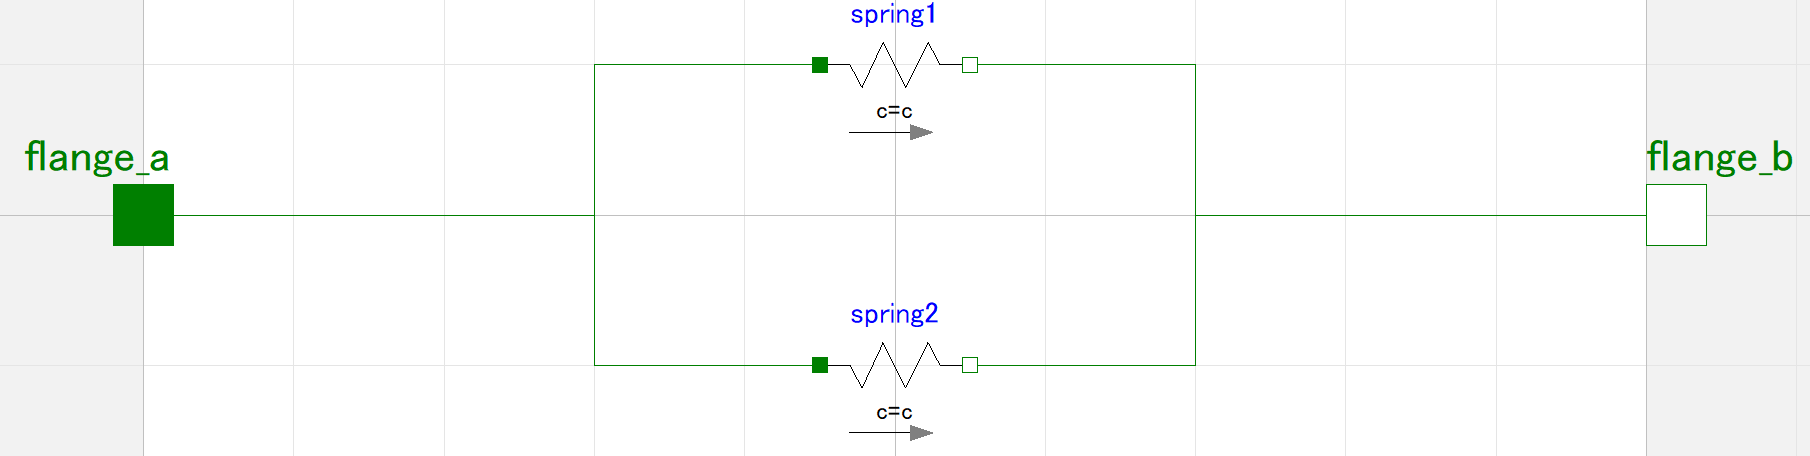 spring1
c=c
flange_a
flange_b
spring2
c=c